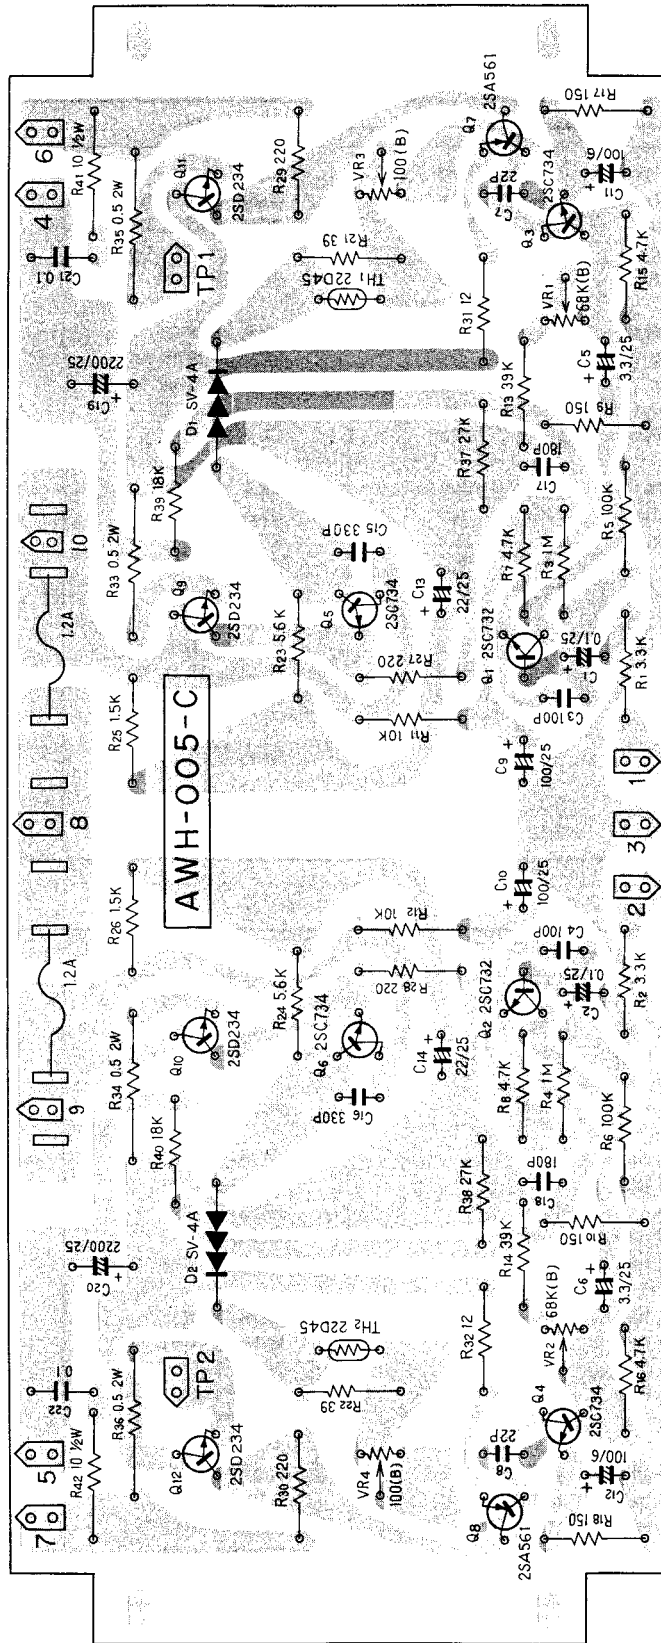 6
4
R41 10 ½W
C21 0.1
R35 0.5 2W
Q11
2SD234
TP1
R29 220
VR3
100(B)
R21 39
TH1 22D45
Q7
2SA561
22P
C7
R17 150
100/6
+
C11
2SC734
Q3
R15 4.7K
VR1
68K(B)
R31 12
+
C5
3.3/25
R13 39K
R9 150
2200/25
C19
+
D1 SV-4A
R39 18K
R37 27K
180P
C17
R5 100K
R7 4.7K
R3 1M
10
1.2A
R33 0.5 2W
Q9
2SD234
C15 330P
Q5
2SC734
+ C13
22/25
R23 5.6K
R27 220
R11 10K
Q1 2SC732
0.1/25
+
C1
C3 100P
R1 3.3K
R25 1.5K
8
AWH-005-C
C9 +
100/25
1
3
2
+ C10
100/25
R26 1.5K
1.2A
R12 10K
R28 220
C4 100P
0.1/25
+
C2
Q2 2SC732
R2 3.3K
R24 5.6K
Q10
2SD234
Q6 2SC734
C14 +
22/25
C16 330P
R34 0.5 2W
9
R40 18K
R8 4.7K
R4 1M
R6 100K
R38 27K
180P
C18
D2 SV-4A
2200/25
C20
+
R14 39K
R10 150
C6 +
3.3/25
R32 12
68K(B)
VR2
R16 4.7K
TP2
TH2 22D45
R22 39
0.1
C22
R36 0.5 2W
R42 10 ½W
5
7
Q12
2SD234
R30 220
VR4
100(B)
22P
C8
Q4
2SC734
100/6
+
C12
Q8
2SA561
R18 150